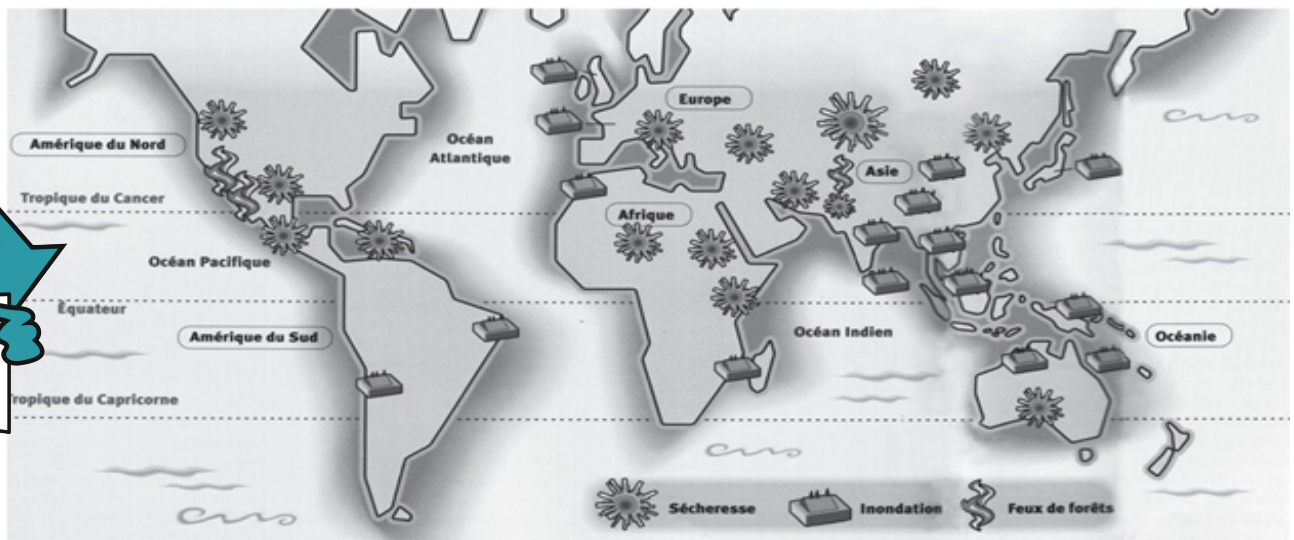 Europe
Amérique du Nord
Océan
Atlantique
Asie
Tropique du Cancer
Afrique
Océan Pacifique
Équateur
Amérique du Sud
Océan Indien
Océanie
ropique du Capricorne
Sécheresse
Inondation
Feux de forêts